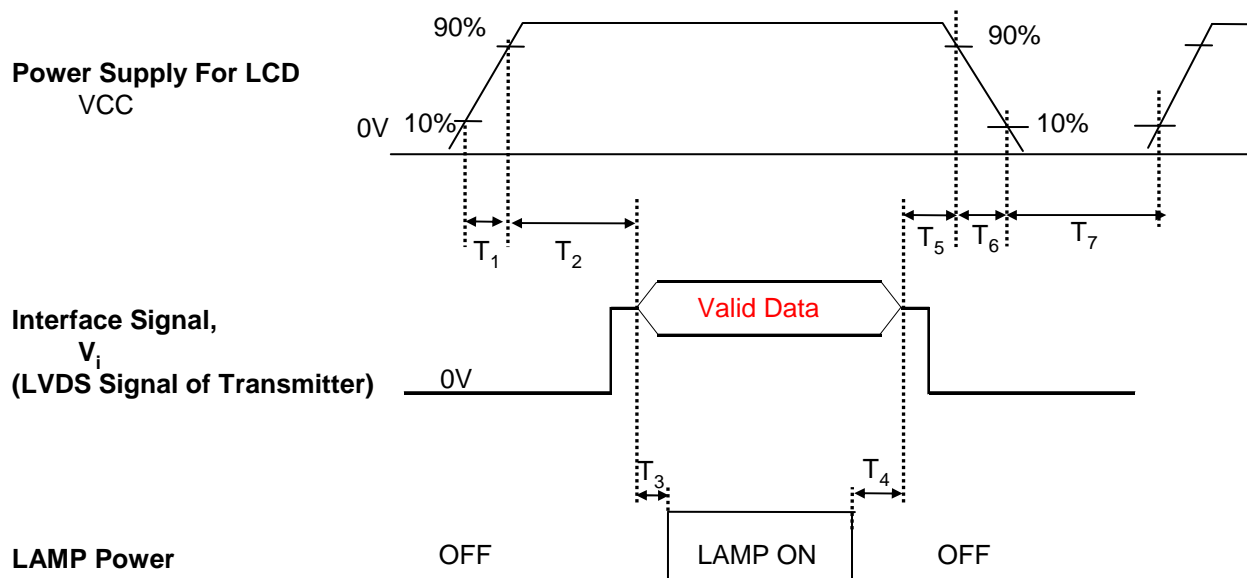 90%
90%
Power Supply For LCD
VCC
0V
10%
10%
T1
T2
T5
T6
T7
Valid Data
Interface Signal,
Vi
(LVDS Signal of Transmitter)
0V
T3
T4
LAMP Power
OFF
LAMP ON
OFF